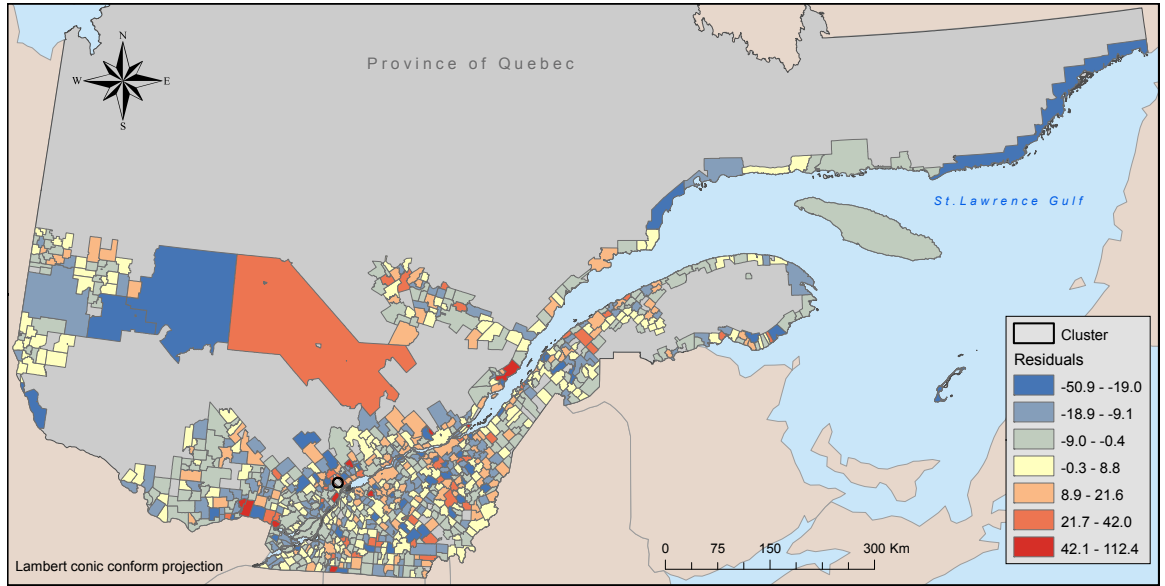 N
W E
S
Province of Quebec
St.Lawrence Gulf
Cluster
Residuals
-50.9 - -19.0
-18.9 - -9.1
-9.0 - -0.4
-0.3 - 8.8
8.9 - 21.6
21.7 - 42.0
42.1 - 112.4
0 75 150 300 Km
Lambert conic conform projection